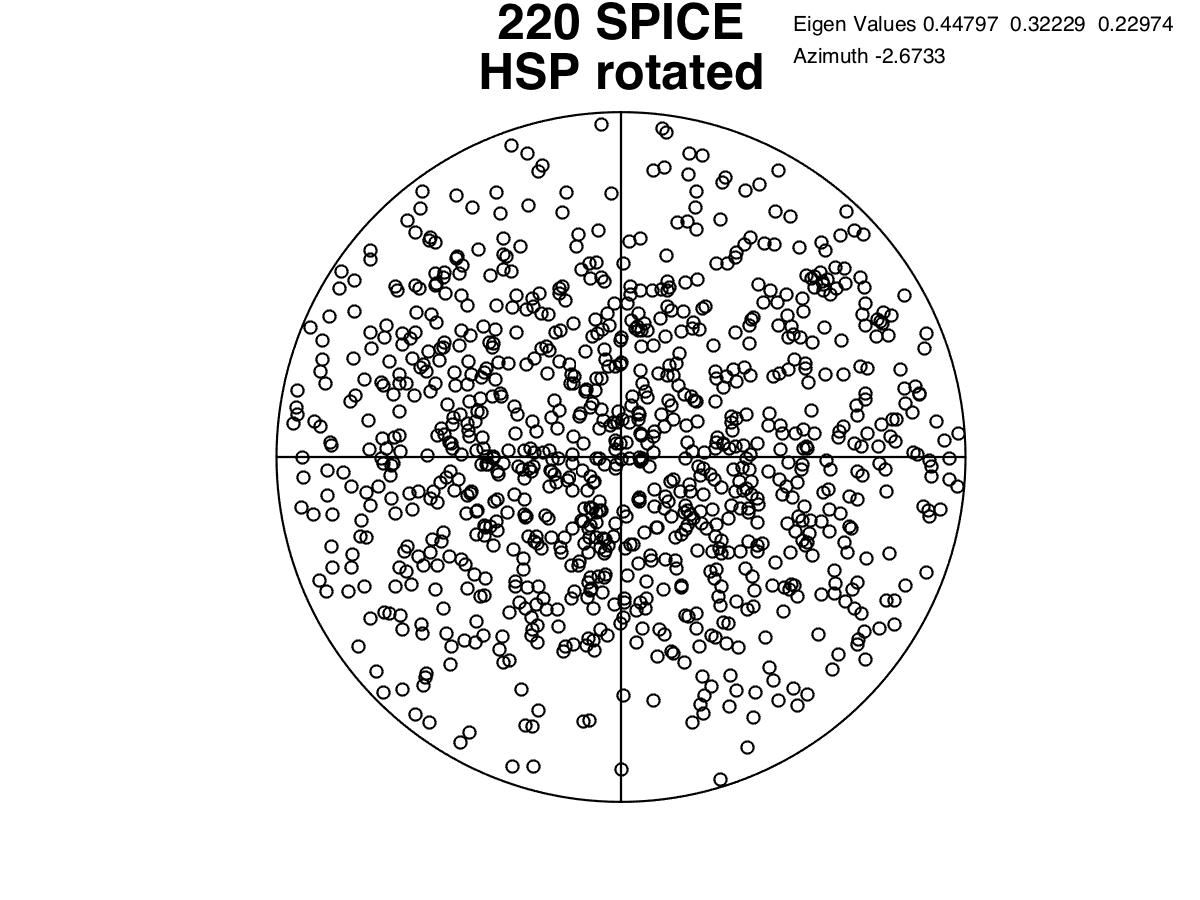 220 SPICE
HSP rotated
Eigen Values 0.44797 0.32229 0.22974
Azimuth -2.6733